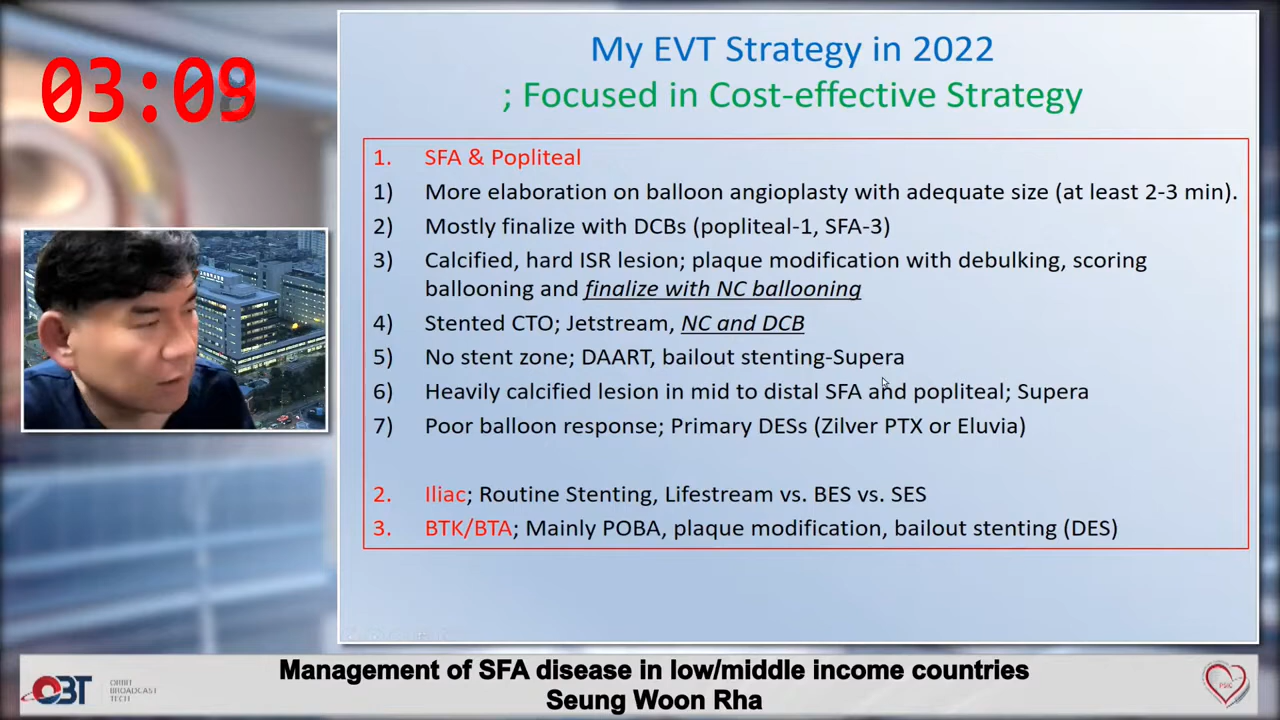 03:09
My EVT Strategy in 2022
; Focused in Cost-effective Strategy
1. SFA & Popliteal
1) More elaboration on balloon angioplasty with adequate size (at least 2-3 min).
2) Mostly finalize with DCBs (popliteal-1, SFA-3)
3) Calcified, hard ISR lesion; plaque modification with debulking, scoring
ballooning and finalize with NC ballooning
4) Stented CTO; Jetstream, NC and DCB
5) No stent zone; DAART, bailout stenting-Supera
6) Heavily calcified lesion in mid to distal SFA and popliteal; Supera
7) Poor balloon response; Primary DESs (Zilver PTX or Eluvia)
2. Iliac; Routine Stenting, Lifestream vs. BES vs. SES
3. BTK/BTA; Mainly POBA, plaque modification, bailout stenting (DES)
Management of SFA disease in low/middle income countries
Seung Woon Rha
OBT
ORBIT
BROADCAST
TECH
PSIC